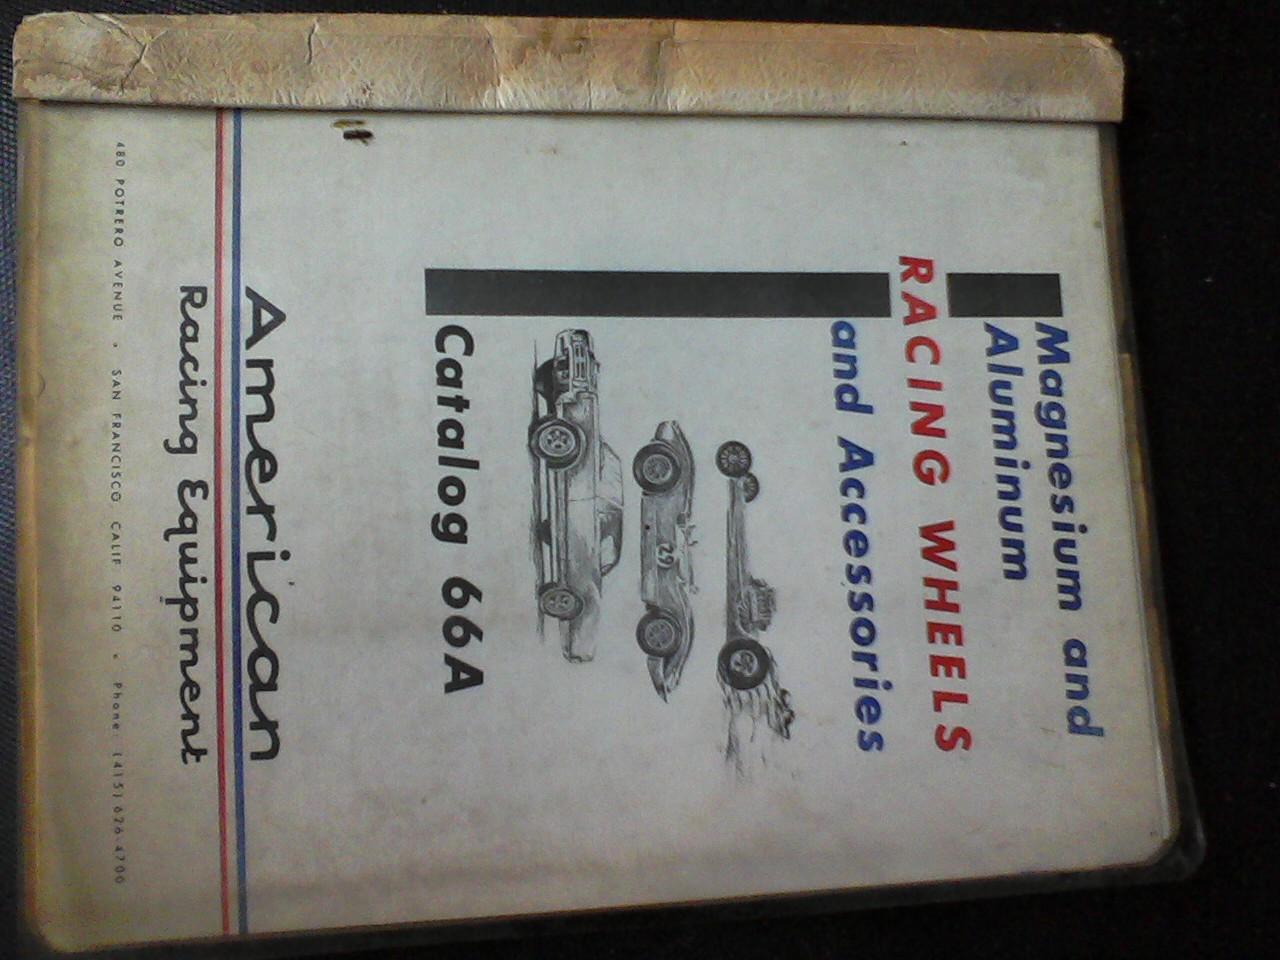 Magnesium and
Aluminum
RACING WHEELS
and Accessories
29
Catalog 66A
American
Racing Equipment
480 POTRERO AVENUE • SAN FRANCISCO, CALIF 94110 • Phone: (415) 626-4700